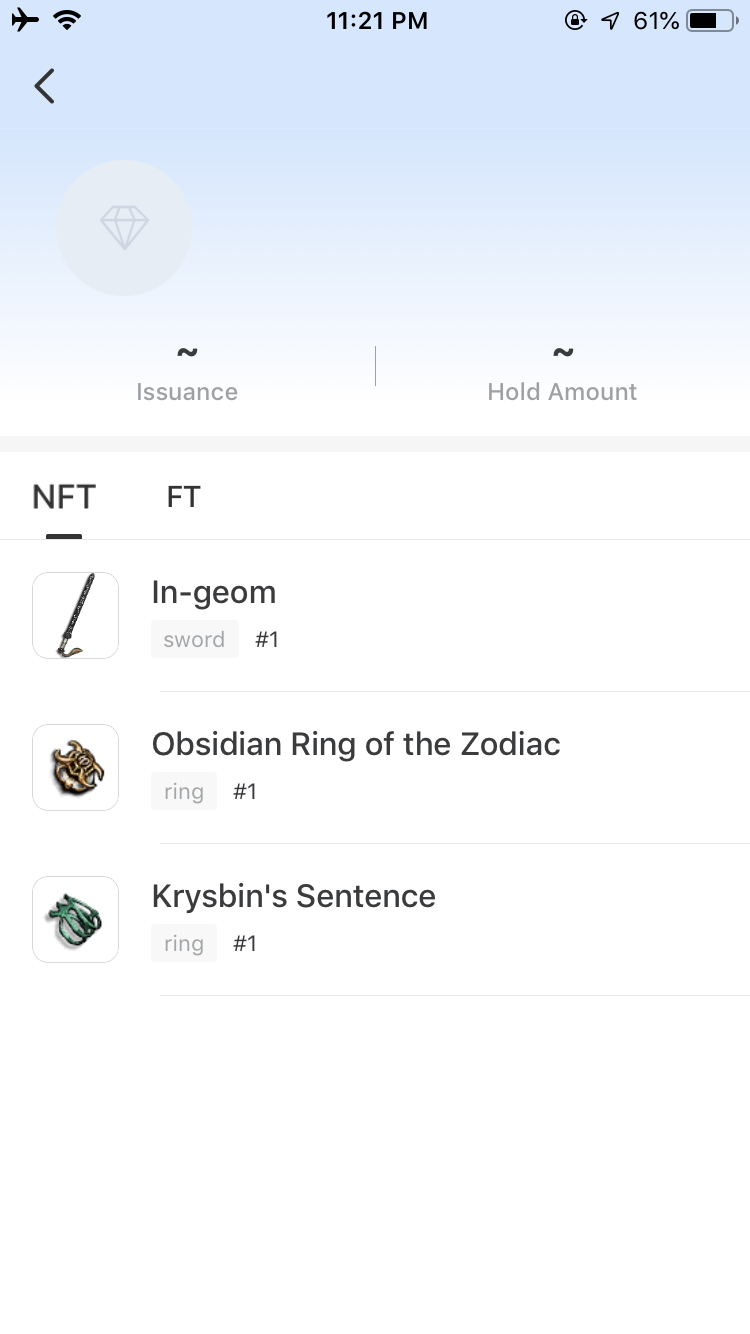 11:21 PM
61%
~
~
Issuance
Hold Amount
NFT
FT
In-geom
sword
#1
Obsidian Ring of the Zodiac
ring
#1
Krysbin's Sentence
ring
#1